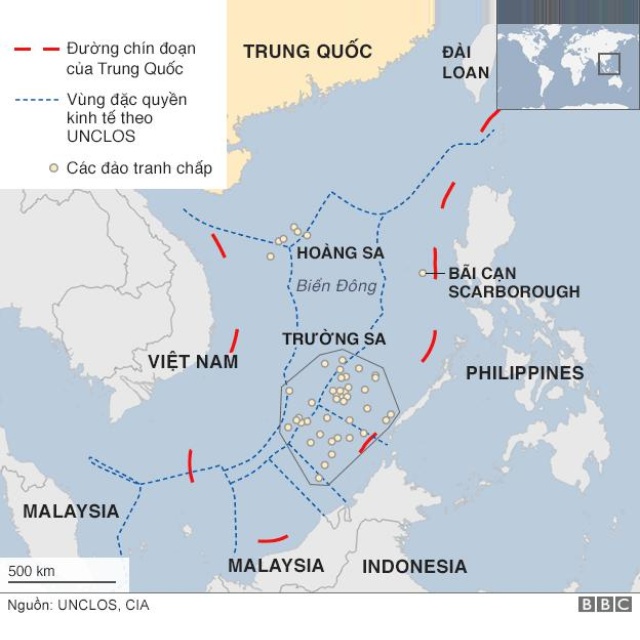 Đường chín đoạn
của Trung Quốc
Vùng đặc quyền
kinh tế theo
UNCLOS
Các đảo tranh chấp
TRUNG QUỐC
ĐÀI
LOAN
HOÀNG SA
Biển Đông
BÃI CẠN
SCARBOROUGH
TRƯỜNG SA
VIỆT NAM
PHILIPPINES
MALAYSIA
MALAYSIA
INDONESIA
500 km
Nguồn: UNCLOS, CIA
BBC